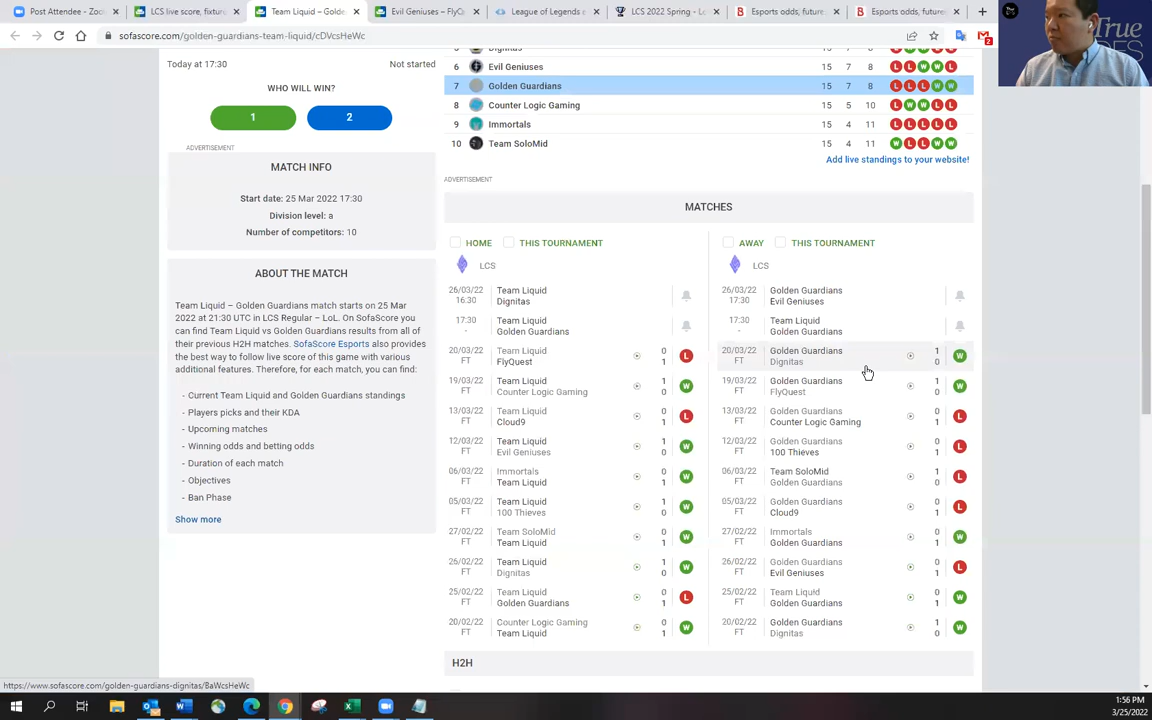 Post Attendee - Zoo
LCS live score, fixtur
Team Liquid – Golde
Evil Geniuses – FlyQ
League of Legends e
LCS 2022 Spring - Lo
Esports odds, future
Esports odds, future
sofascore.com/golden-guardians-team-liquid/cDVcsHeWc
2
True
Today at 17:30
Not started
WHO WILL WIN?
1
2
ADVERTISEMENT
MATCH INFO
Start date: 25 Mar 2022 17:30
Division level: a
Number of competitors: 10
ABOUT THE MATCH
Team Liquid – Golden Guardians match starts on 25 Mar
2022 at 21:30 UTC in LCS Regular – LoL. On SofaScore you
can find Team Liquid vs Golden Guardians results from all of
their previous H2H matches. SofaScore Esports also provides
the best way to follow live score of this game with various
additional features. Therefore, for each match, you can find:
- Current Team Liquid and Golden Guardians standings
- Players picks and their KDA
- Upcoming matches
- Winning odds and betting odds
- Duration of each match
- Objectives
- Ban Phase
Show more
Dignitas 15 7 8
6 Evil Geniuses 15 7 8 L L W W L
7 Golden Guardians 15 7 8 L L L W W
8 Counter Logic Gaming 15 5 10 L W W L L
9 Immortals 15 4 11 L L L L L
10 Team SoloMid 15 4 11 W L L W W
Add live standings to your website!
ADVERTISEMENT
MATCHES
HOME THIS TOURNAMENT
LCS
26/03/22 Team Liquid
16:30 Dignitas
17:30 Team Liquid
- Golden Guardians
20/03/22 Team Liquid 0
FT FlyQuest 1 L
19/03/22 Team Liquid 1
FT Counter Logic Gaming 0 W
13/03/22 Team Liquid 0
FT Cloud9 1 L
12/03/22 Team Liquid 1
FT Evil Geniuses 0 W
06/03/22 Immortals 0
FT Team Liquid 1 W
05/03/22 Team Liquid 1
FT 100 Thieves 0 W
27/02/22 Team SoloMid 0
FT Team Liquid 1 W
26/02/22 Team Liquid 1
FT Dignitas 0 W
25/02/22 Team Liquid 0
FT Golden Guardians 1 L
20/02/22 Counter Logic Gaming 0
FT Team Liquid 1 W
AWAY THIS TOURNAMENT
LCS
26/03/22 Golden Guardians
17:30 Evil Geniuses
17:30 Team Liquid
- Golden Guardians
20/03/22 Golden Guardians 1
FT Dignitas 0 W
19/03/22 Golden Guardians 1
FT FlyQuest 0 W
13/03/22 Golden Guardians 0
FT Counter Logic Gaming 1 L
12/03/22 Golden Guardians 0
FT 100 Thieves 1 L
06/03/22 Team SoloMid 1
FT Golden Guardians 0 L
05/03/22 Golden Guardians 0
FT Cloud9 1 L
27/02/22 Immortals 0
FT Golden Guardians 1 W
26/02/22 Golden Guardians 0
FT Evil Geniuses 1 L
25/02/22 Team Liquid 0
FT Golden Guardians 1 W
20/02/22 Golden Guardians 1
FT Dignitas 0 W
H2H
https://www.sofascore.com/golden-guardians-dignitas/BaWcsHeWc
1:56 PM
3/25/2022